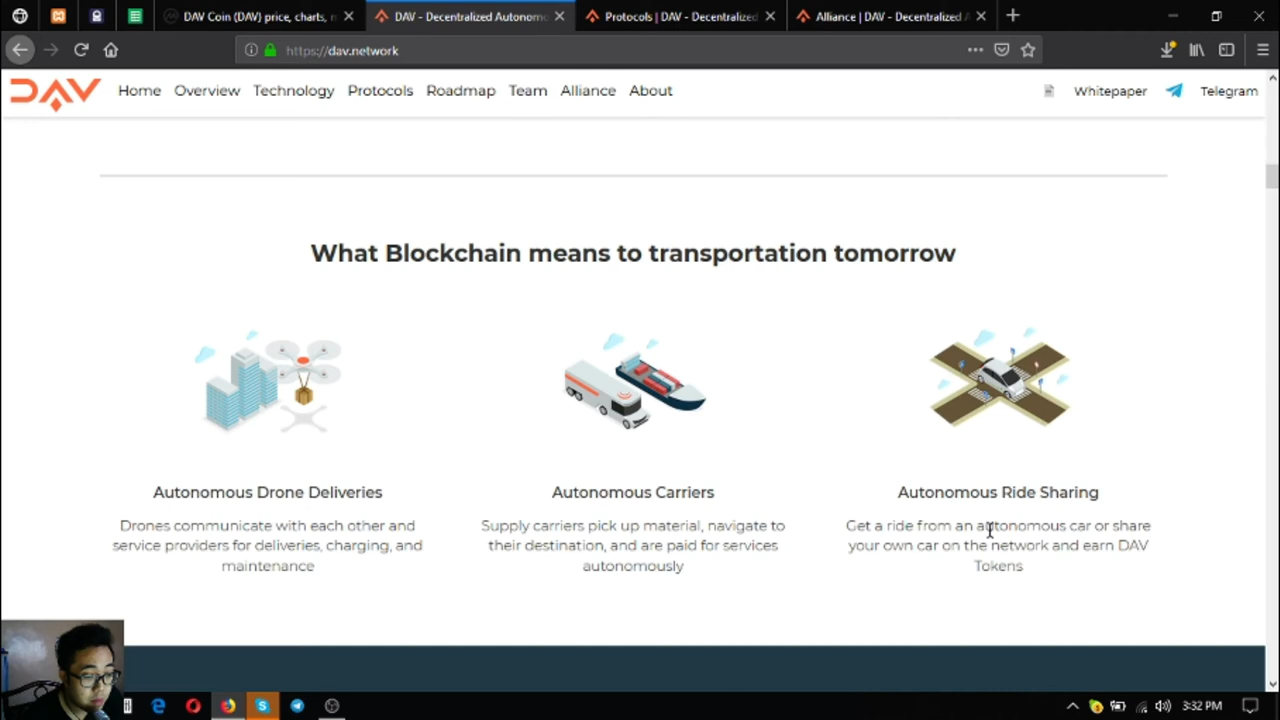 DAV Coin (DAV) price, charts, m
DAV - Decentralized Autonomo
Protocols | DAV - Decentralized
Alliance | DAV - Decentralized A
https://dav.network
DAV
Home Overview Technology Protocols Roadmap Team Alliance About Whitepaper Telegram
What Blockchain means to transportation tomorrow
Autonomous Drone Deliveries
Drones communicate with each other and
service providers for deliveries, charging, and
maintenance
Autonomous Carriers
Supply carriers pick up material, navigate to
their destination, and are paid for services
autonomously
Autonomous Ride Sharing
Get a ride from an autonomous car or share
your own car on the network and earn DAV
Tokens
3:32 PM